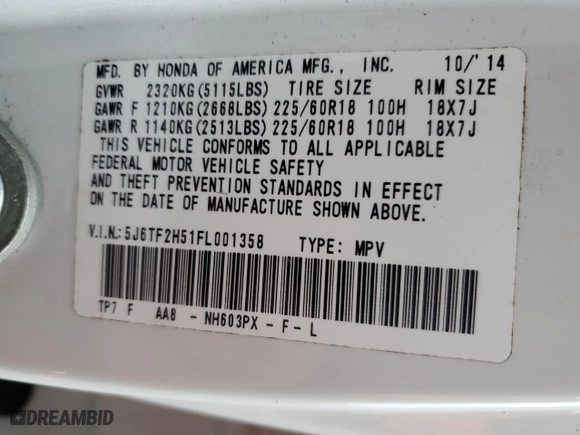 MFD. BY HONDA OF AMERICA MFG., INC. 10/'14
GVWR 2320KG(5115LBS) TIRE SIZE RIM SIZE
GAWR F 1210KG(2668LBS) 225/60R18 100H 18X7J
GAWR R 1140KG(2513LBS) 225/60R18 100H 18X7J
THIS VEHICLE CONFORMS TO ALL APPLICABLE
FEDERAL MOTOR VEHICLE SAFETY
AND THEFT PREVENTION STANDARDS IN EFFECT
ON THE DATE OF MANUFACTURE SHOWN ABOVE.
V.I.N.: 5J6TF2H51FL001358 TYPE: MPV
TP7 F AA8 - NH603PX - F - L
DREAMBID